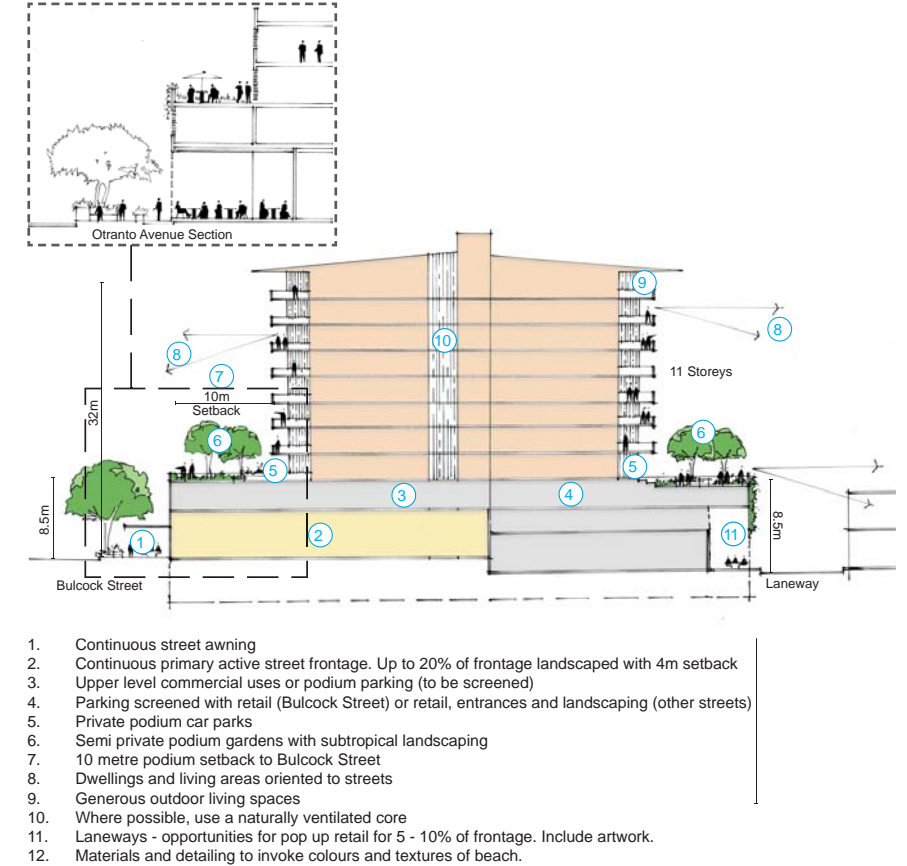 Otranto Avenue Section
9
8
10
8
11 Storeys
7
10m
Setback
32m
6
6
5
5
3
4
8.5m
8.5m
1
2
11
Bulcock Street
Laneway
1. Continuous street awning
2. Continuous primary active street frontage. Up to 20% of frontage landscaped with 4m setback
3. Upper level commercial uses or podium parking (to be screened)
4. Parking screened with retail (Bulcock Street) or retail, entrances and landscaping (other streets)
5. Private podium car parks
6. Semi private podium gardens with subtropical landscaping
7. 10 metre podium setback to Bulcock Street
8. Dwellings and living areas oriented to streets
9. Generous outdoor living spaces
10. Where possible, use a naturally ventilated core
11. Laneways - opportunities for pop up retail for 5 - 10% of frontage. Include artwork.
12. Materials and detailing to invoke colours and textures of beach.